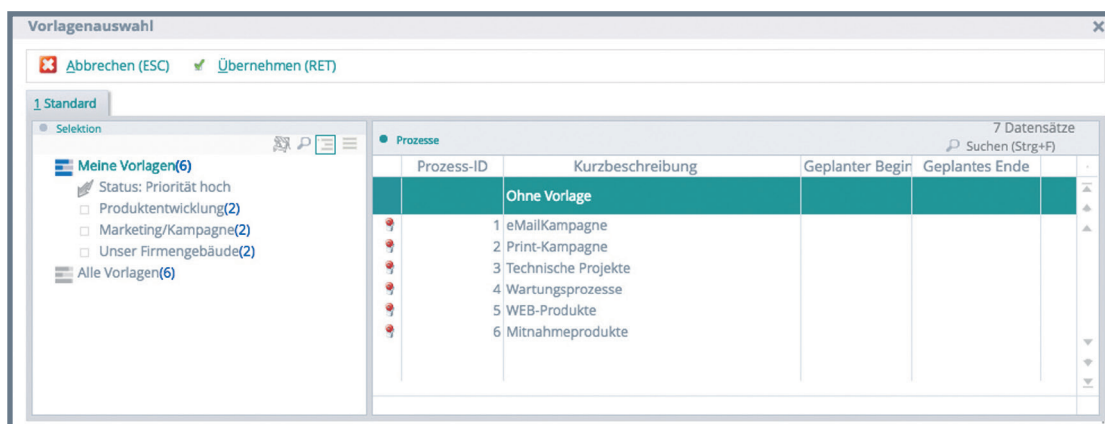 Vorlagenauswahl
Abbrechen (ESC) Übernehmen (RET)
1 Standard
Selektion
Meine Vorlagen(6)
Status: Priorität hoch
Produktentwicklung(2)
Marketing/Kampagne(2)
Unser Firmengebäude(2)
Alle Vorlagen(6)
Prozesse
7 Datensätze
Suchen (Strg+F)
Prozess-ID Kurzbeschreibung Geplanter Begin Geplantes Ende
Ohne Vorlage
1 eMailKampagne
2 Print-Kampagne
3 Technische Projekte
4 Wartungsprozesse
5 WEB-Produkte
6 Mitnahmeprodukte